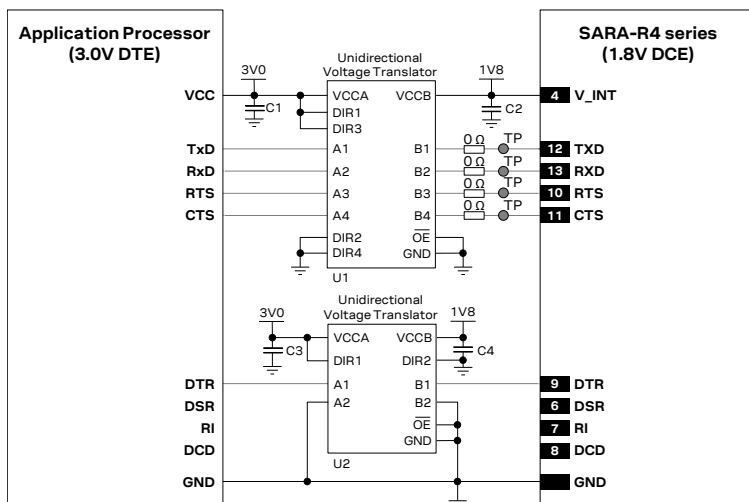 Application Processor
(3.0V DTE)
SARA-R4 series
(1.8V DCE)
Unidirectional
Voltage Translator
3V0
1V8
VCC
VCCA
VCCB
4
V_INT
C1
DIR1
C2
DIR3
0 Ω
TP
TxD
A1
B1
12
TXD
0 Ω
TP
RxD
A2
B2
13
RXD
0 Ω
TP
RTS
A3
B3
10
RTS
0 Ω
TP
CTS
A4
B4
11
CTS
DIR2
OE
DIR4
GND
U1
Unidirectional
Voltage Translator
3V0
1V8
VCCA
VCCB
C3
C4
DIR1
DIR2
DTR
A1
B1
9
DTR
DSR
A2
B2
6
DSR
RI
OE
7
RI
GND
DCD
8
DCD
U2
GND
GND